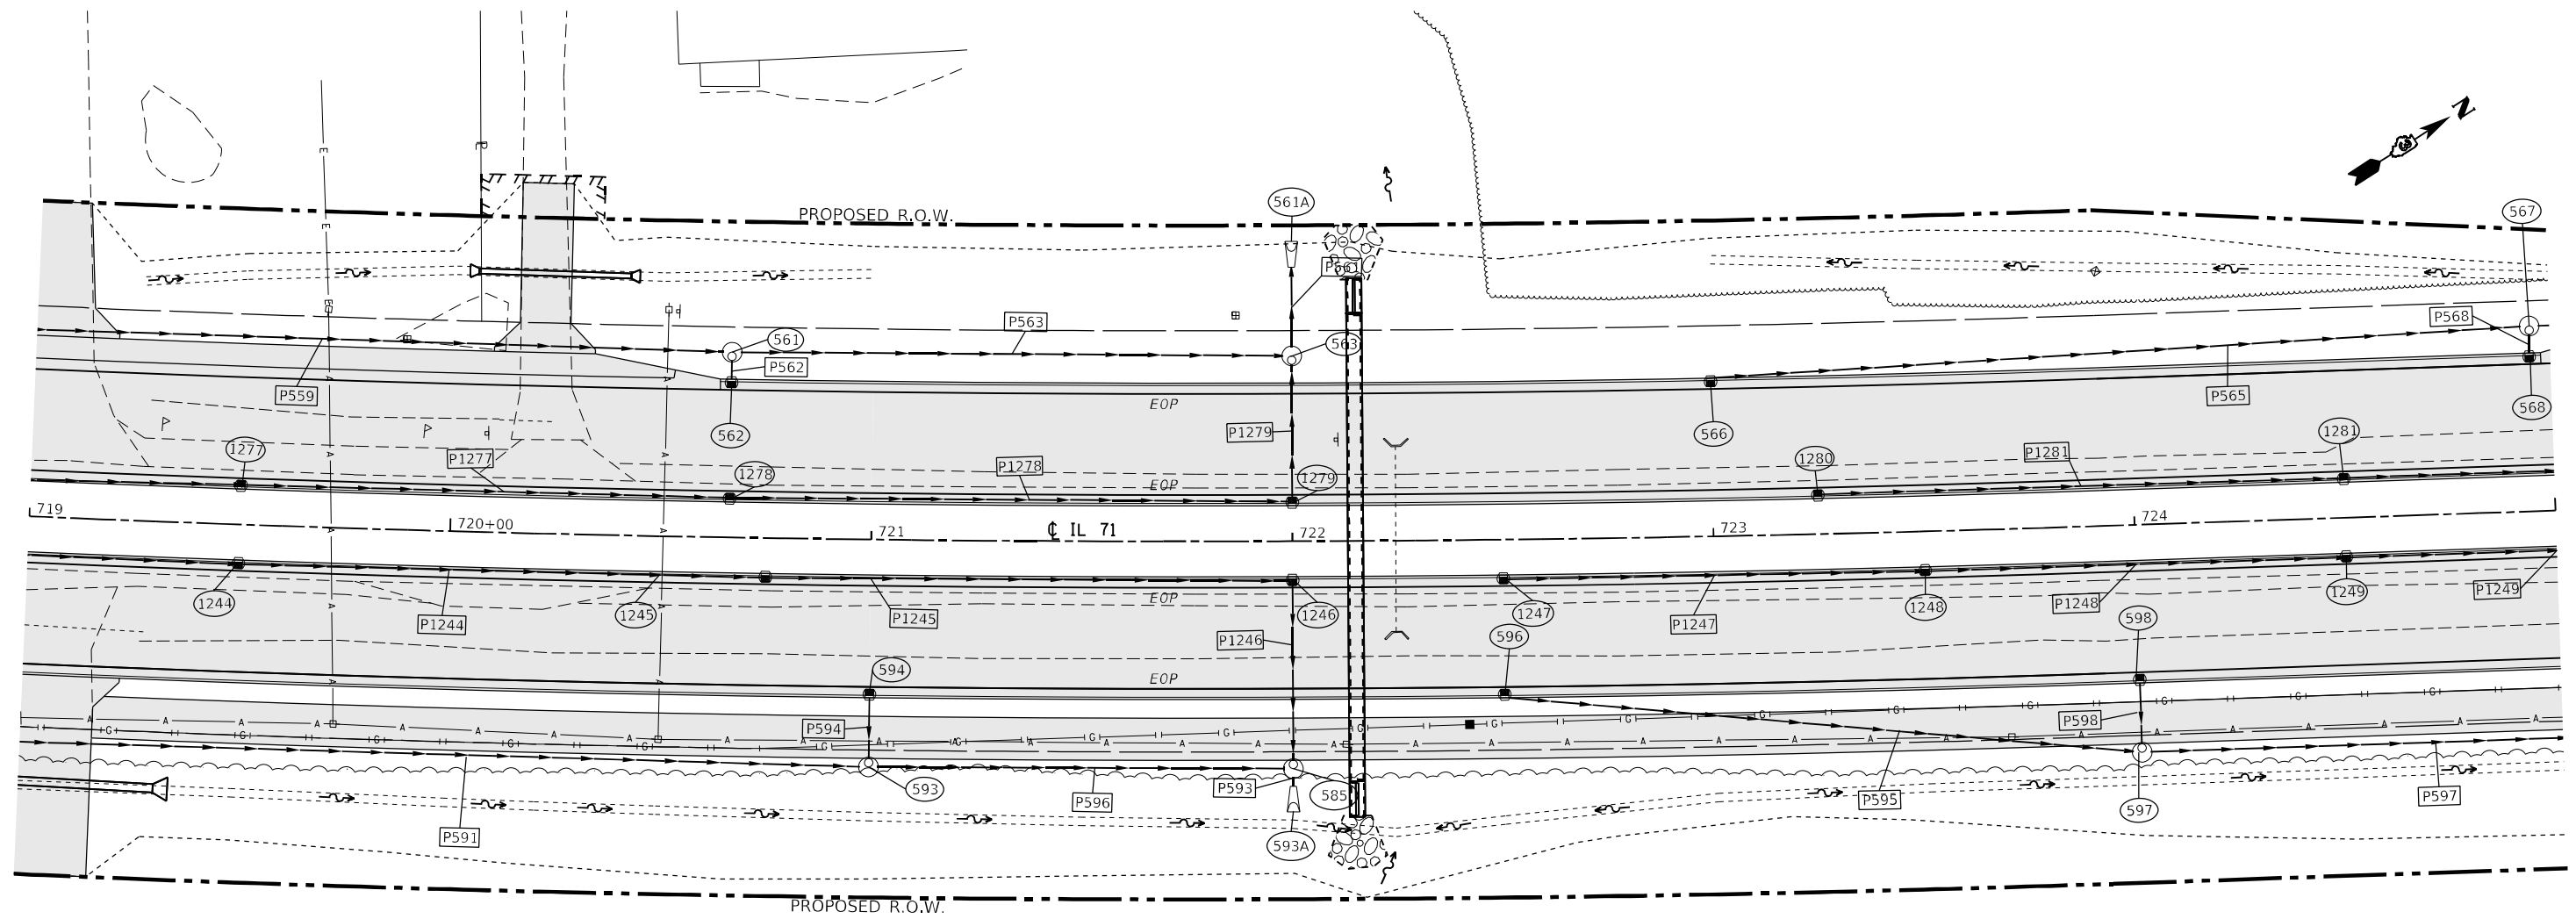 N
E
P
561A
567
PROPOSED R.O.W.
E
P561
E
P568
P563
561
563
P562
A
A
P559
P565
EOP
568
562
P1279
566
1277
1281
A
A
P1277
P1278
1278
1279
1280
P1281
EOP
719
720+00
A
A
721
℄ IL 71
722
723
724
1244
A
A
P1244
1245
P1245
EOP
1246
1247
P1247
1248
P1248
1249
P1249
P1246
596
598
594
A
A
EOP
G G G G G G
A A A A A A A A
P594
G G G G G G G G G
P598
A A A A A A A A A A A A A A A A A A
593
P596
P593
585
P595
597
P597
P591
593A
PROPOSED R.O.W.